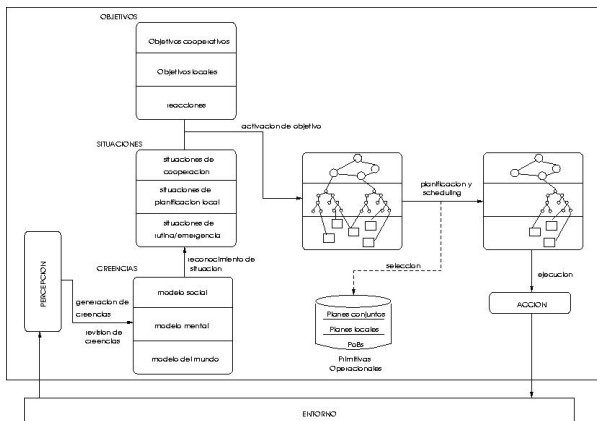 OBJETIVOS
Objetivos cooperativos
Objetivos locales
reacciones
activacion de objetivo
SITUACIONES
situaciones de
cooperacion
situaciones de
planificacion local
situaciones de
rutina/emergencia
planificacion y
scheduling
seleccion
reconocimiento de
situacion
CREENCIAS
PERCEPCION
generacion de
creencias
revision de
creencias
modelo social
modelo mental
modelo del mundo
Planes conjuntos
Planes locales
PoBs
Primitivas
Operacionales
ejecucion
ACCION
ENTORNO